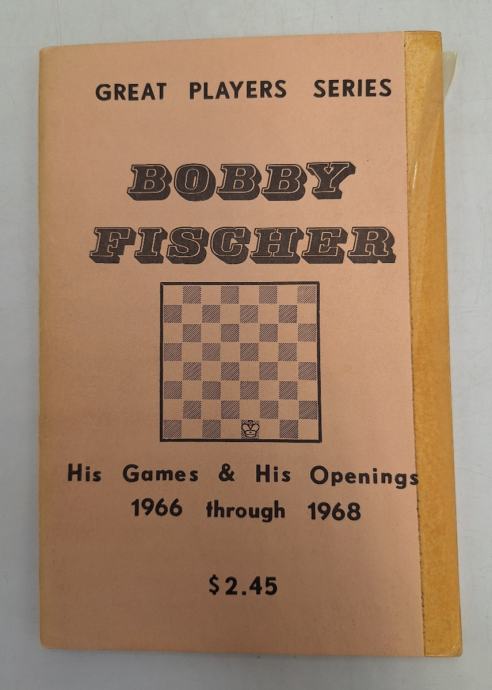 GREAT PLAYERS SERIES
BOBBY
FISCHER
His Games & His Openings
1966 through 1968
$2.45